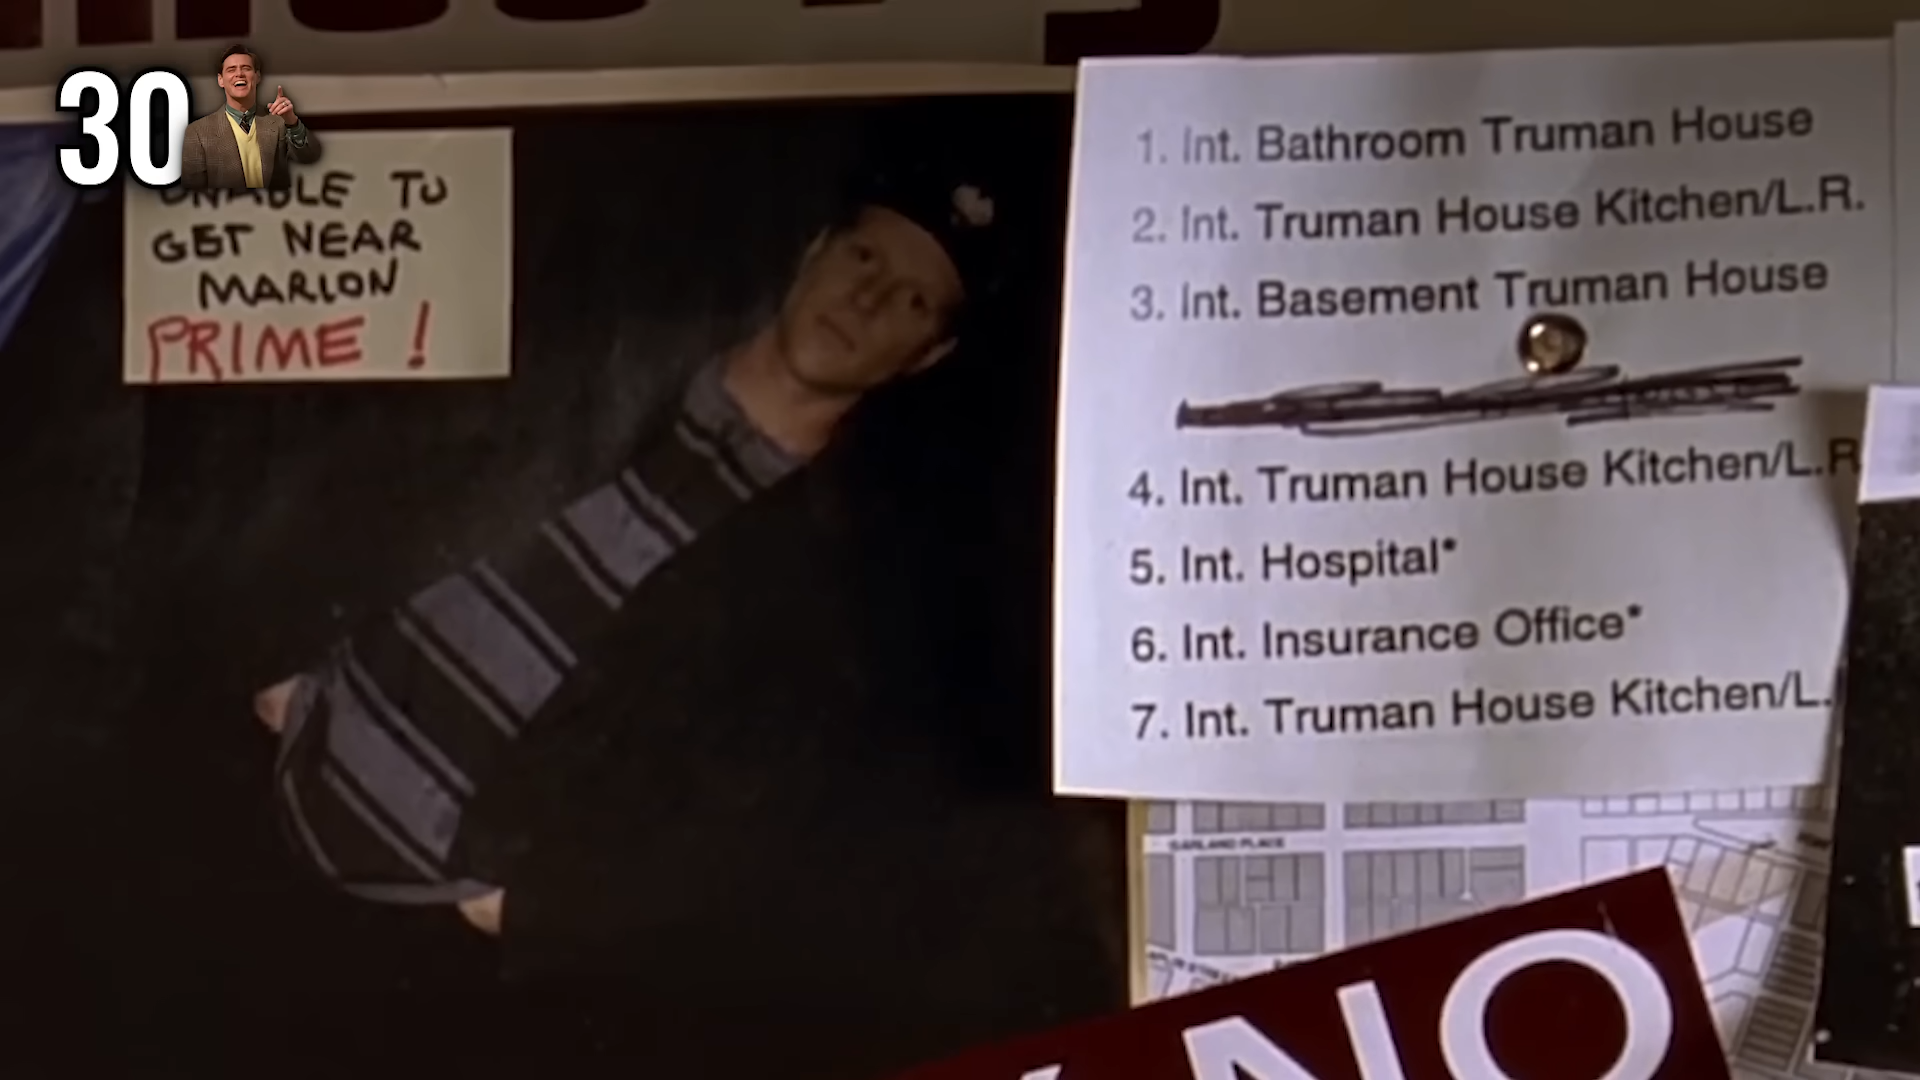 30
UNABLE TO
GET NEAR
MARLON
PRIME !
1. Int. Bathroom Truman House
2. Int. Truman House Kitchen/L.R.
3. Int. Basement Truman House
4. Int. Truman House Kitchen/L.R
5. Int. Hospital*
6. Int. Insurance Office*
7. Int. Truman House Kitchen/L.
GARLAND PLACE
NO